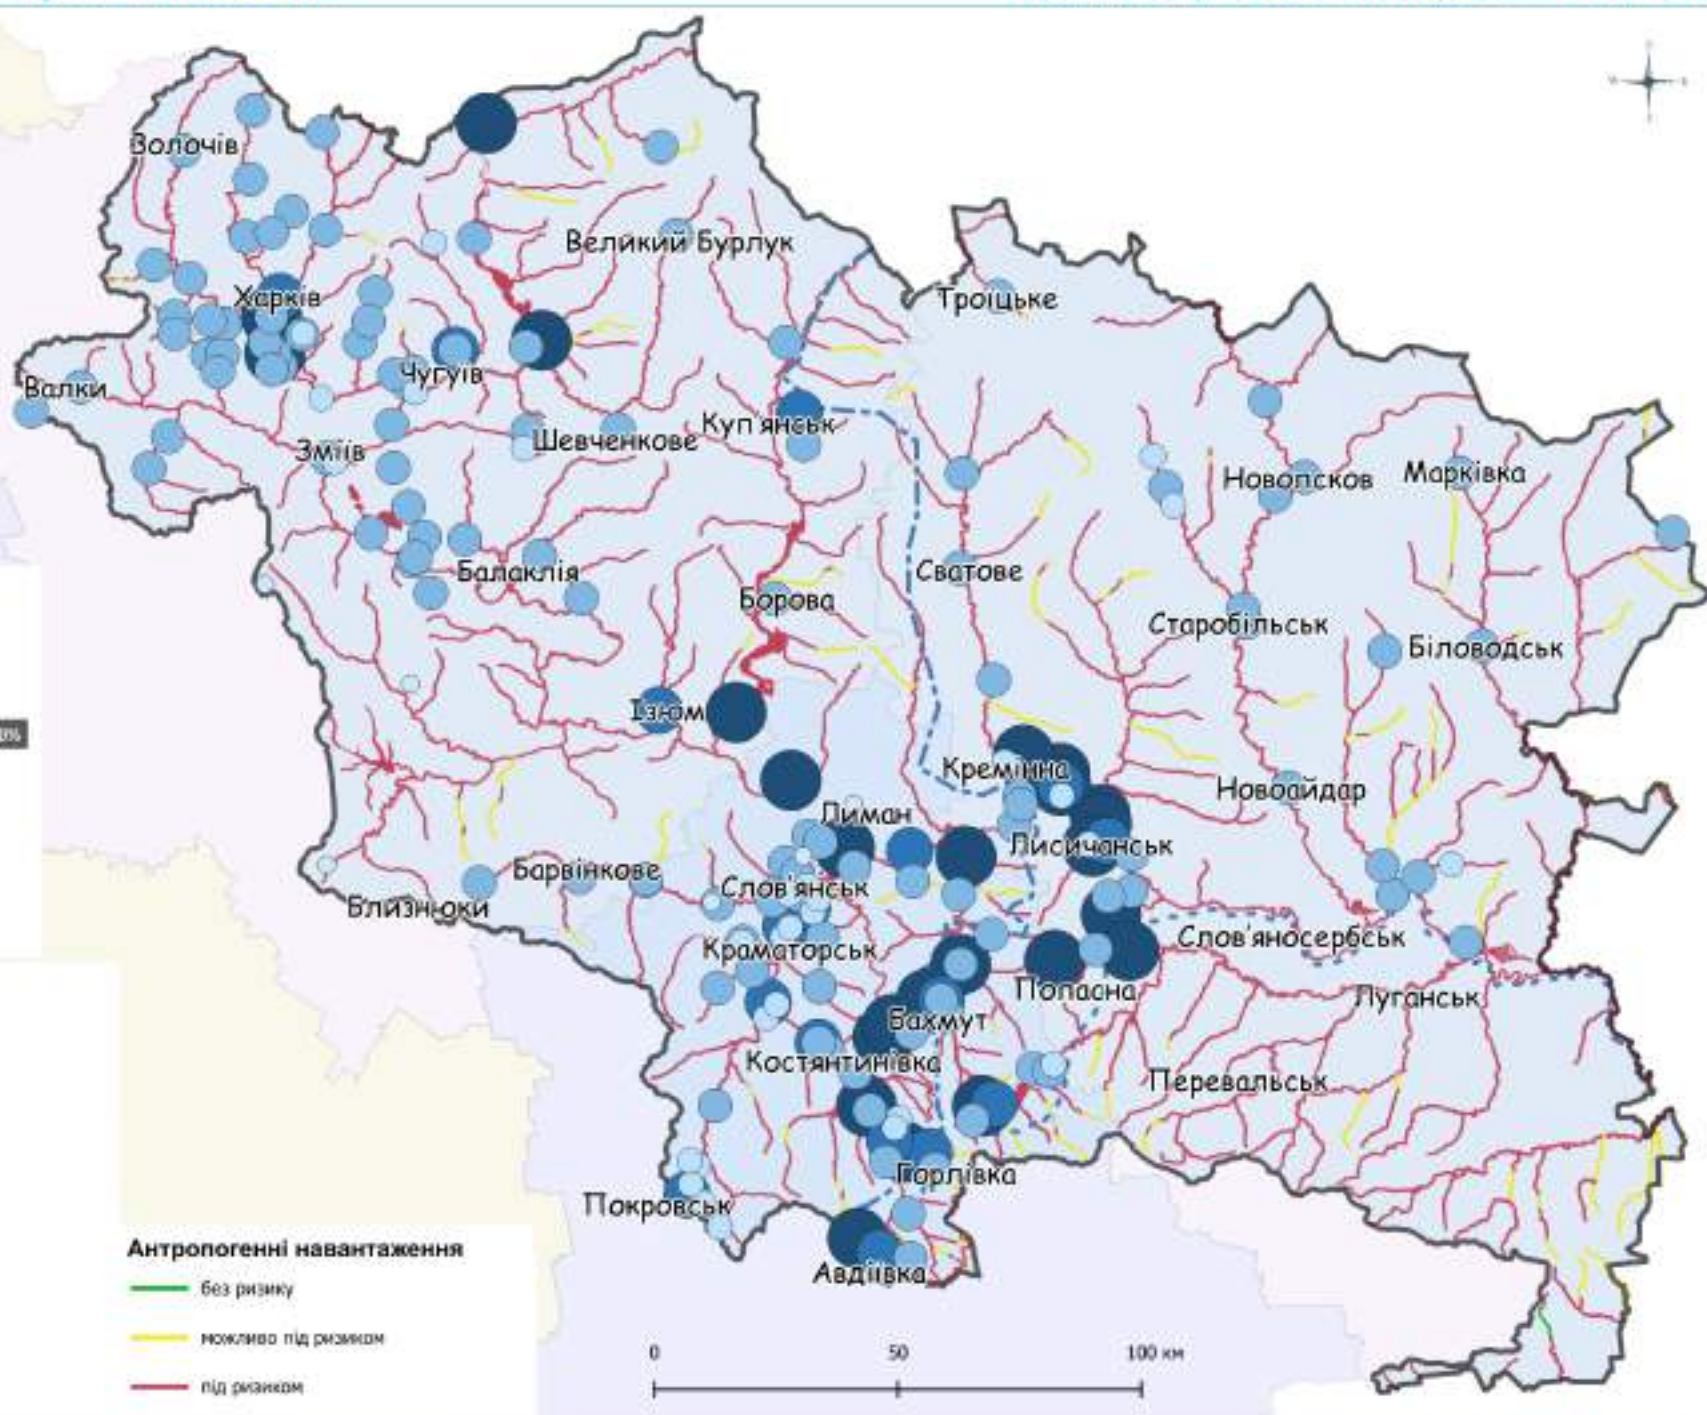 Золочів
Великий Бурлук
Троїцьке
Харків
Валки
Чугуїв
Куп'янськ
Шевченкове
Зміїв
Новопсков
Марківка
Балаклія
Сватове
Борова
Старобільськ
Біловодськ
Ізюм
Кремінна
Новоайдар
Лиман
Лисичанськ
Барвінкове
Слов'янськ
Близнюки
Краматорськ
Слов'яносербськ
Попасна
Луганськ
Бахмут
Костянтинівка
Перевальськ
Горлівка
Покровськ
Авдіївка
Антропогенні навантаження
без ризику
можливо під ризиком
під ризиком
0 50 100 км